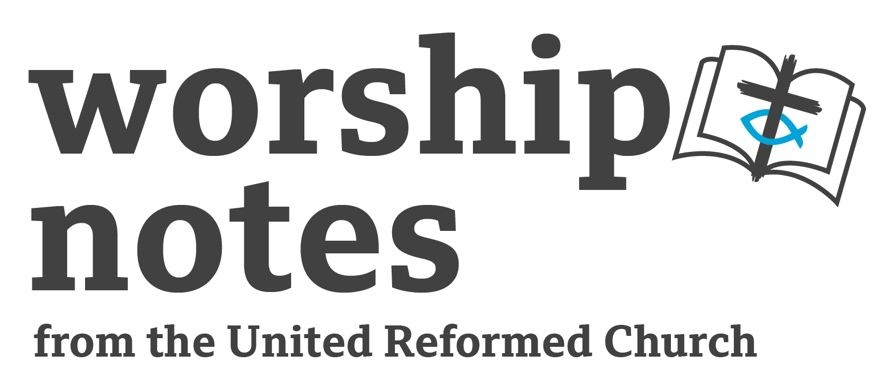 worship
notes
from the United Reformed Church